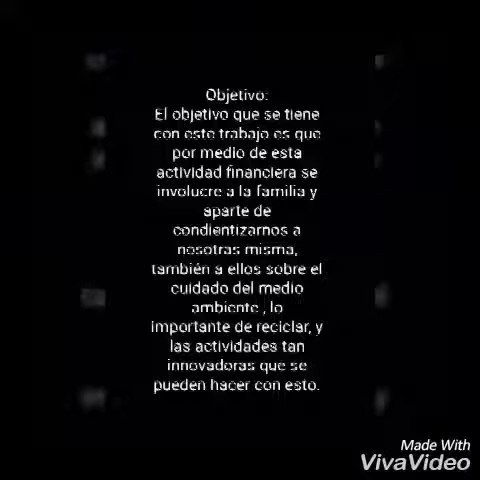 Objetivo:
El objetivo que se tiene
con este trabajo es que
por medio de esta
actividad financiera se
involucre a la familia y
aparte de
condientizarnos a
nosotras misma,
también a ellos sobre el
cuidado del medio
ambiente , lo
importante de reciclar, y
las actividades tan
innovadoras que se
pueden hacer con esto.
Made With
VivaVideo